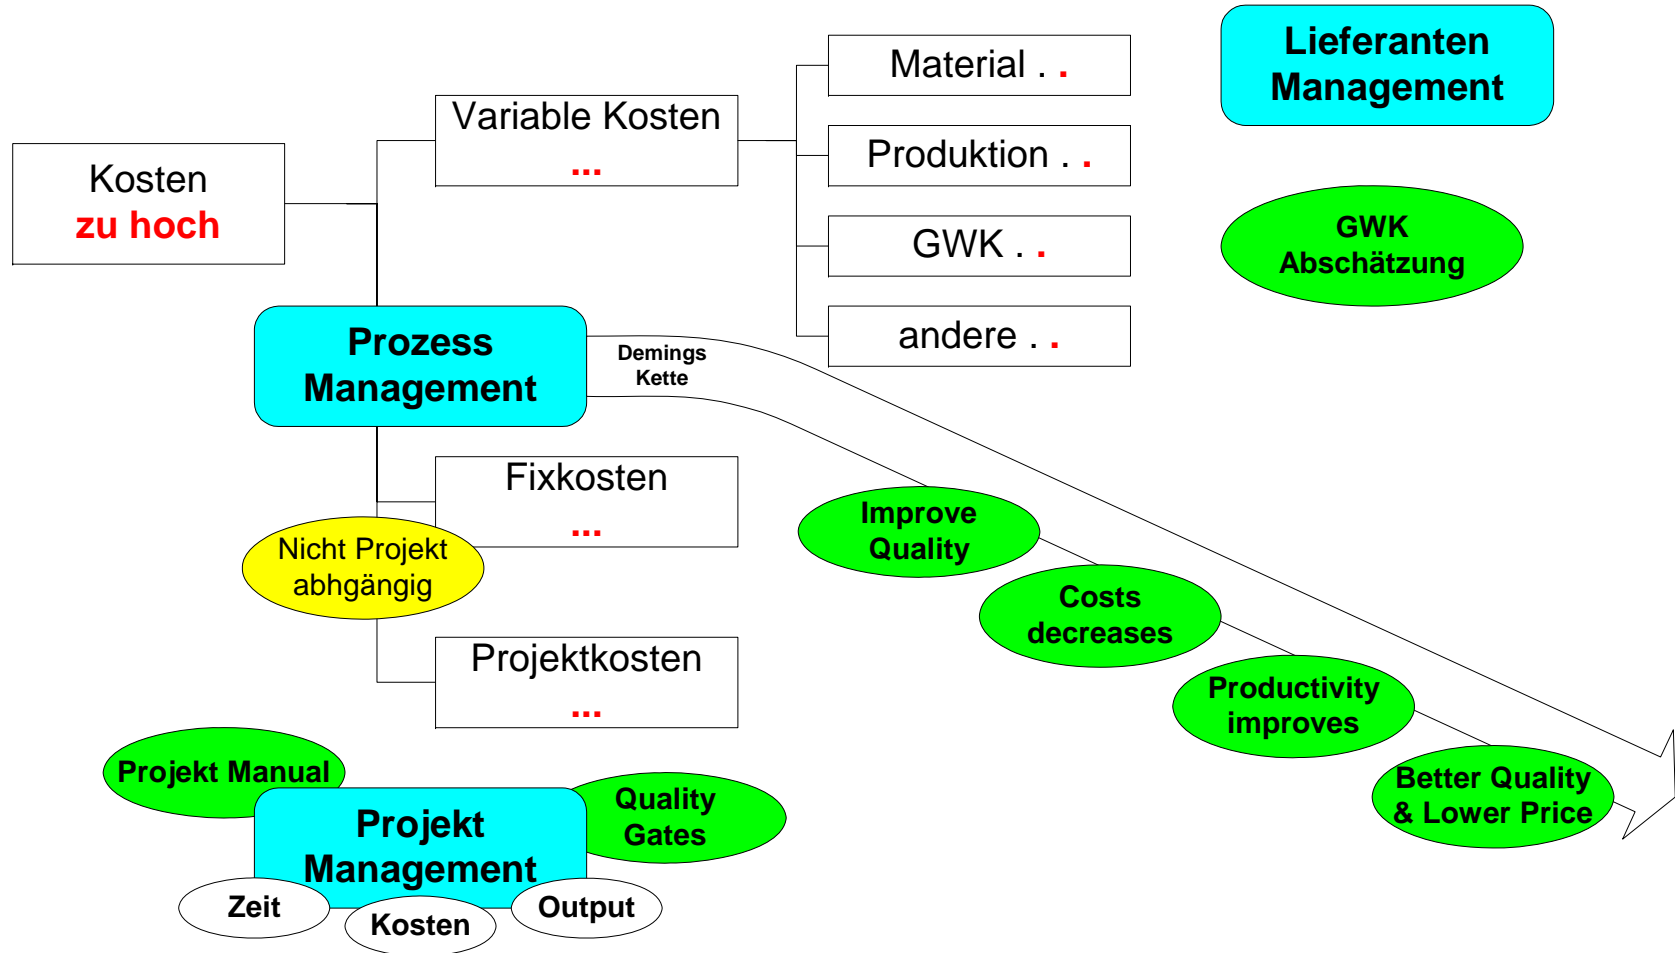 Kosten
zu hoch
Variable Kosten
...
Material . .
Produktion . .
GWK . .
andere . .
Lieferanten
Management
GWK
Abschätzung
Prozess
Management
Demings
Kette
Fixkosten
...
Nicht Projekt
abhgängig
Projektkosten
...
Improve
Quality
Costs
decreases
Productivity
improves
Better Quality
& Lower Price
Projekt Manual
Quality
Gates
Projekt
Management
Zeit
Kosten
Output